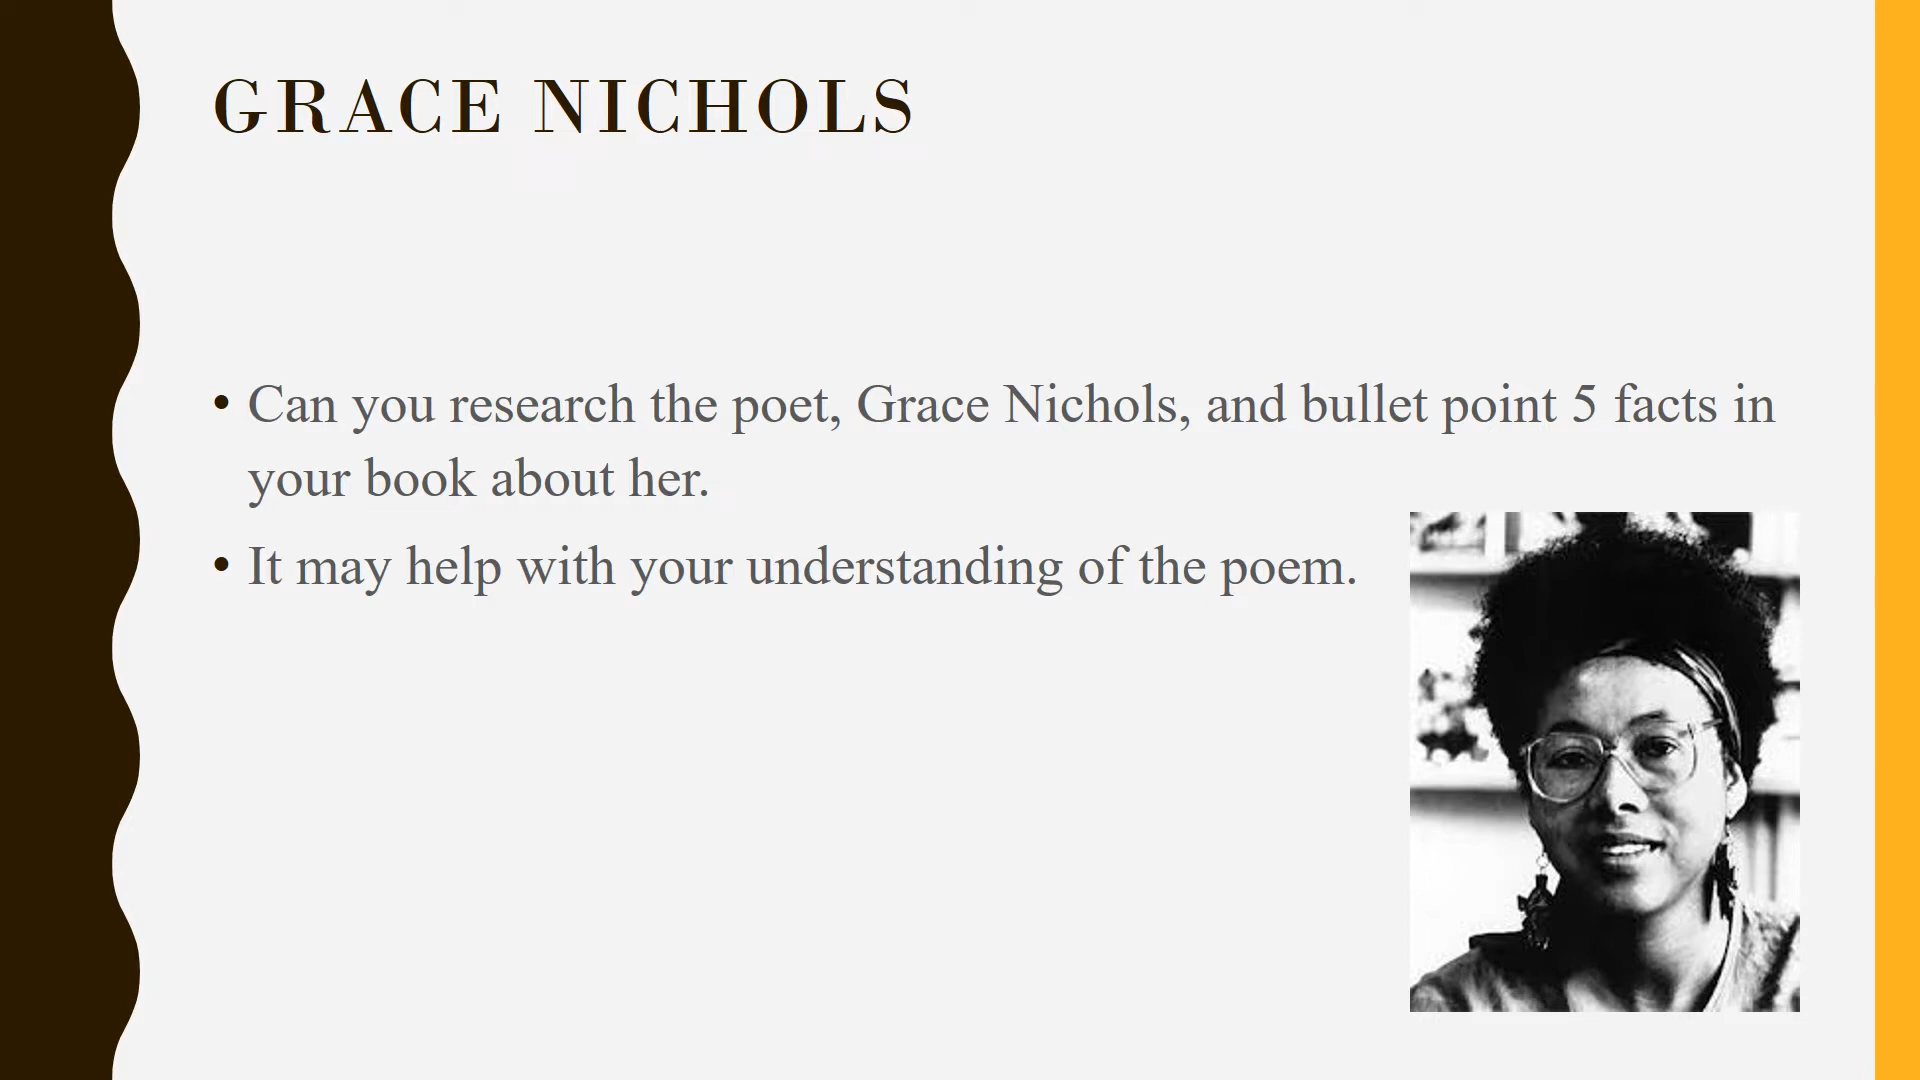 GRACE NICHOLS
• Can you research the poet, Grace Nichols, and bullet point 5 facts in
your book about her.
• It may help with your understanding of the poem.